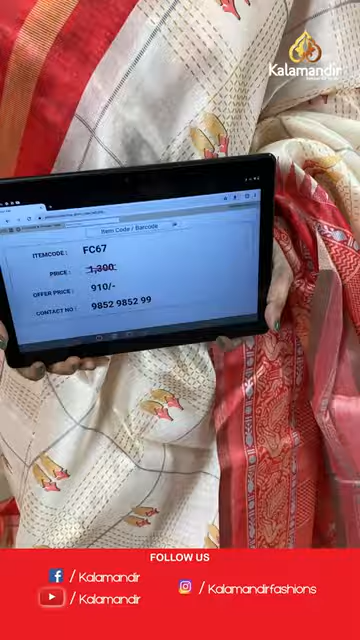 Kalamandir
Item Code / Barcode
ITEMCODE : FC67
PRICE : 1,300
OFFER PRICE : 910/-
CONTACT NO : 9852 9852 99
FOLLOW US
/Kalamandir
/Kalamandirfashions
/Kalamandir